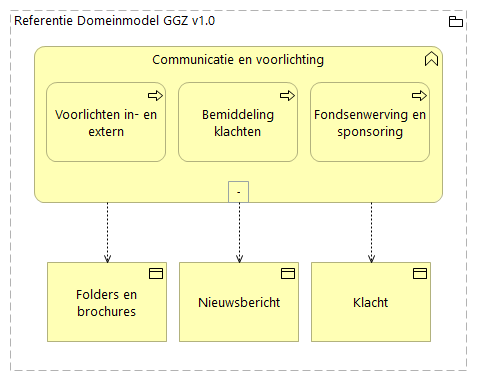 Referentie Domeinmodel GGZ v1.0
Communicatie en voorlichting
Voorlichten in- en
extern
Bemiddeling
klachten
Fondsenwerving en
sponsoring
-
Folders en
brochures
Nieuwsbericht
Klacht